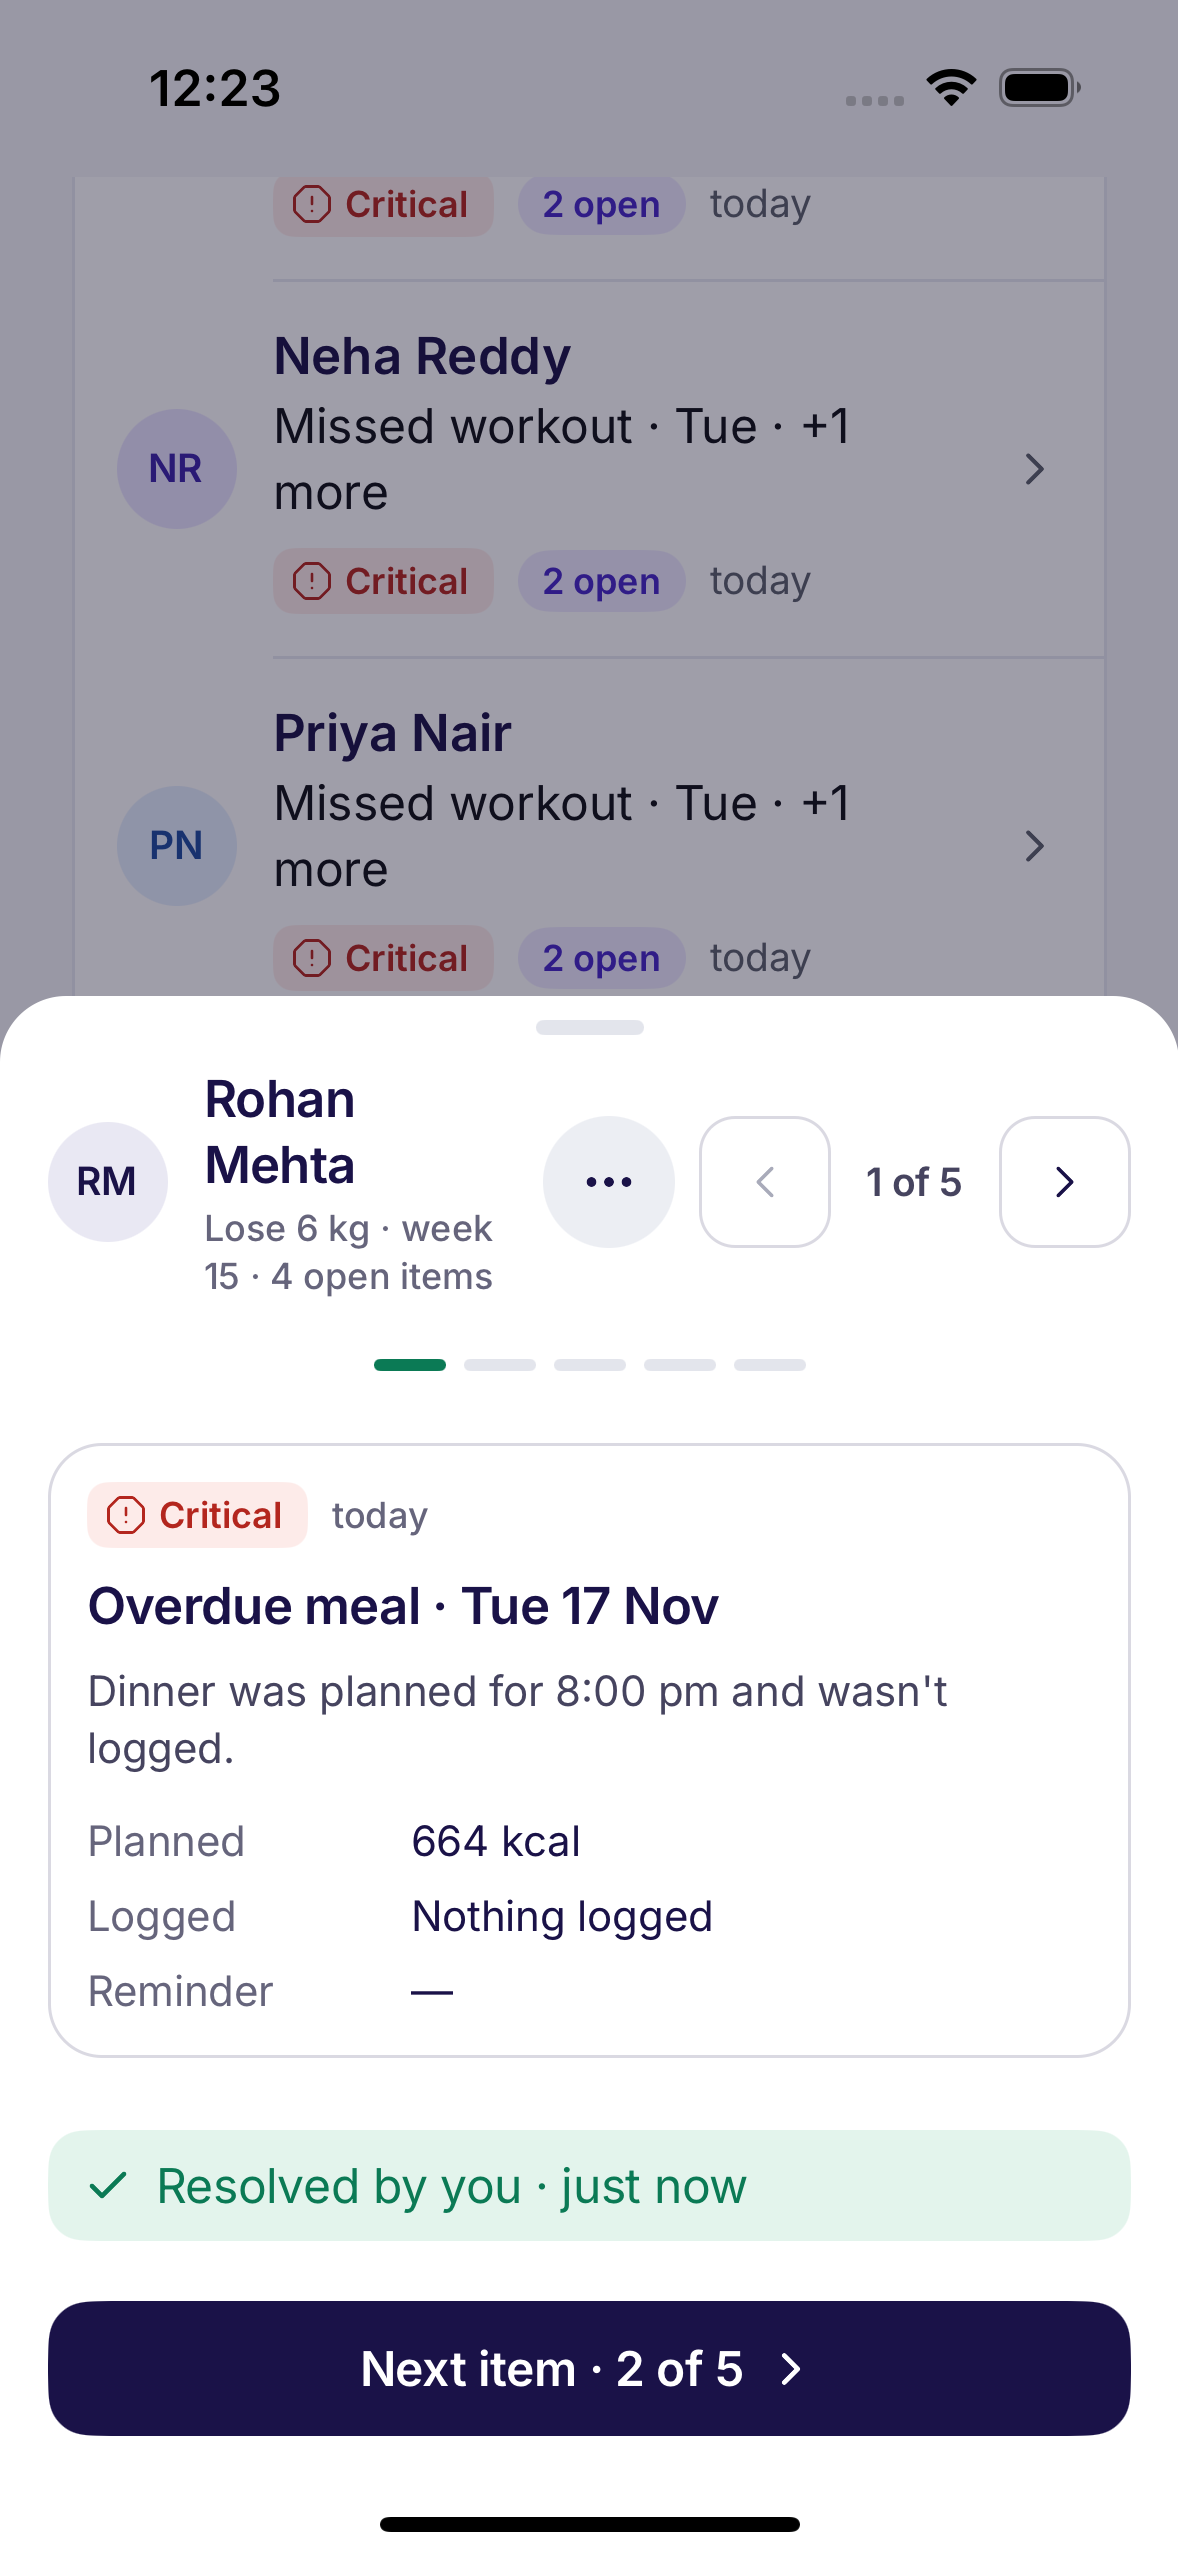 12:23
Critical 2 open today
Neha Reddy
NR
Missed workout · Tue · +1
more
Critical 2 open today
Priya Nair
PN
Missed workout · Tue · +1
more
Critical 2 open today
RM
Rohan
Mehta
Lose 6 kg · week
15 · 4 open items
1 of 5
Critical today
Overdue meal · Tue 17 Nov
Dinner was planned for 8:00 pm and wasn't
logged.
Planned 664 kcal
Logged Nothing logged
Reminder —
Resolved by you · just now
Next item · 2 of 5